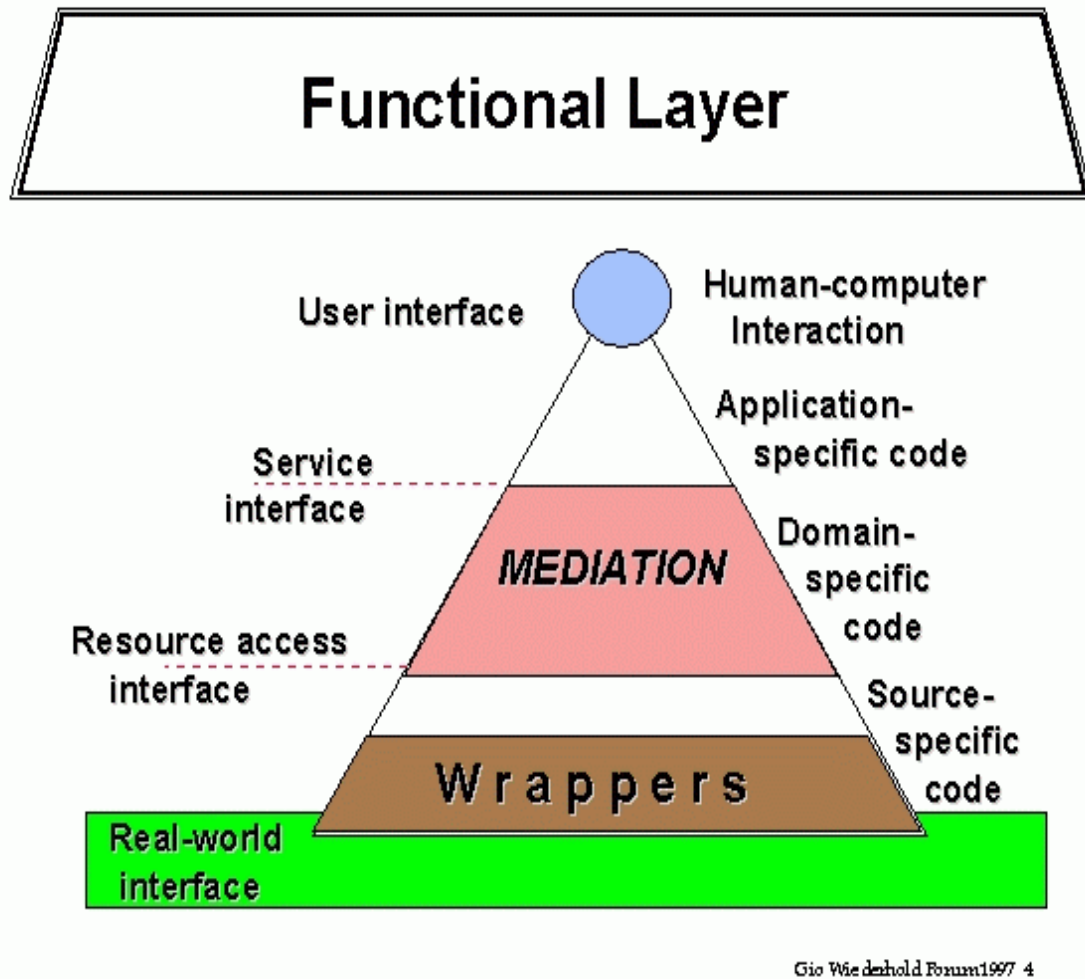 Functional Layer
User interface
Human-computer
Interaction
Application-
specific code
Service
interface
MEDIATION
Domain-
specific
code
Resource access
interface
Source-
specific
code
Wrappers
Real-world
interface
Gio Wiederhold Forum1997 4